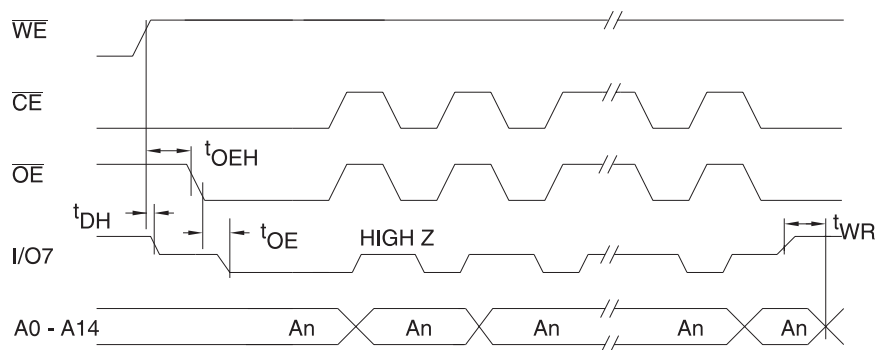 WE
CE
tOEH
OE
tDH
tOE
HIGH Z
tWR
I/O7
A0 - A14
An An An An An